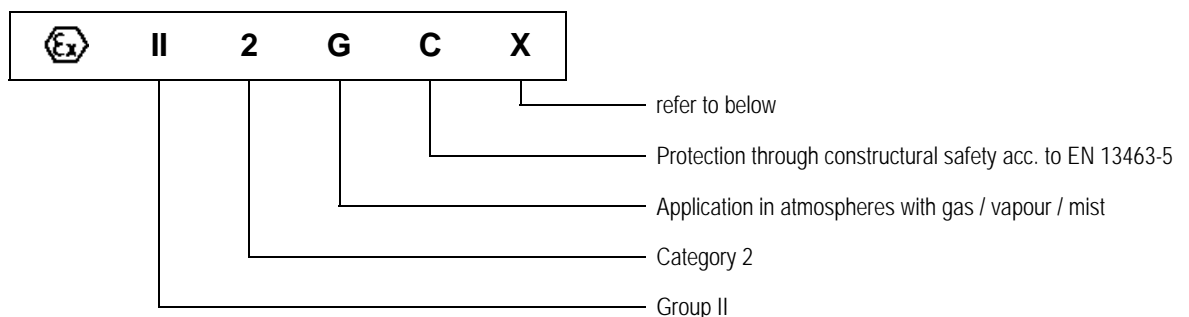 Ex II 2 G C X
refer to below
Protection through constructural safety acc. to EN 13463-5
Application in atmospheres with gas / vapour / mist
Category 2
Group II